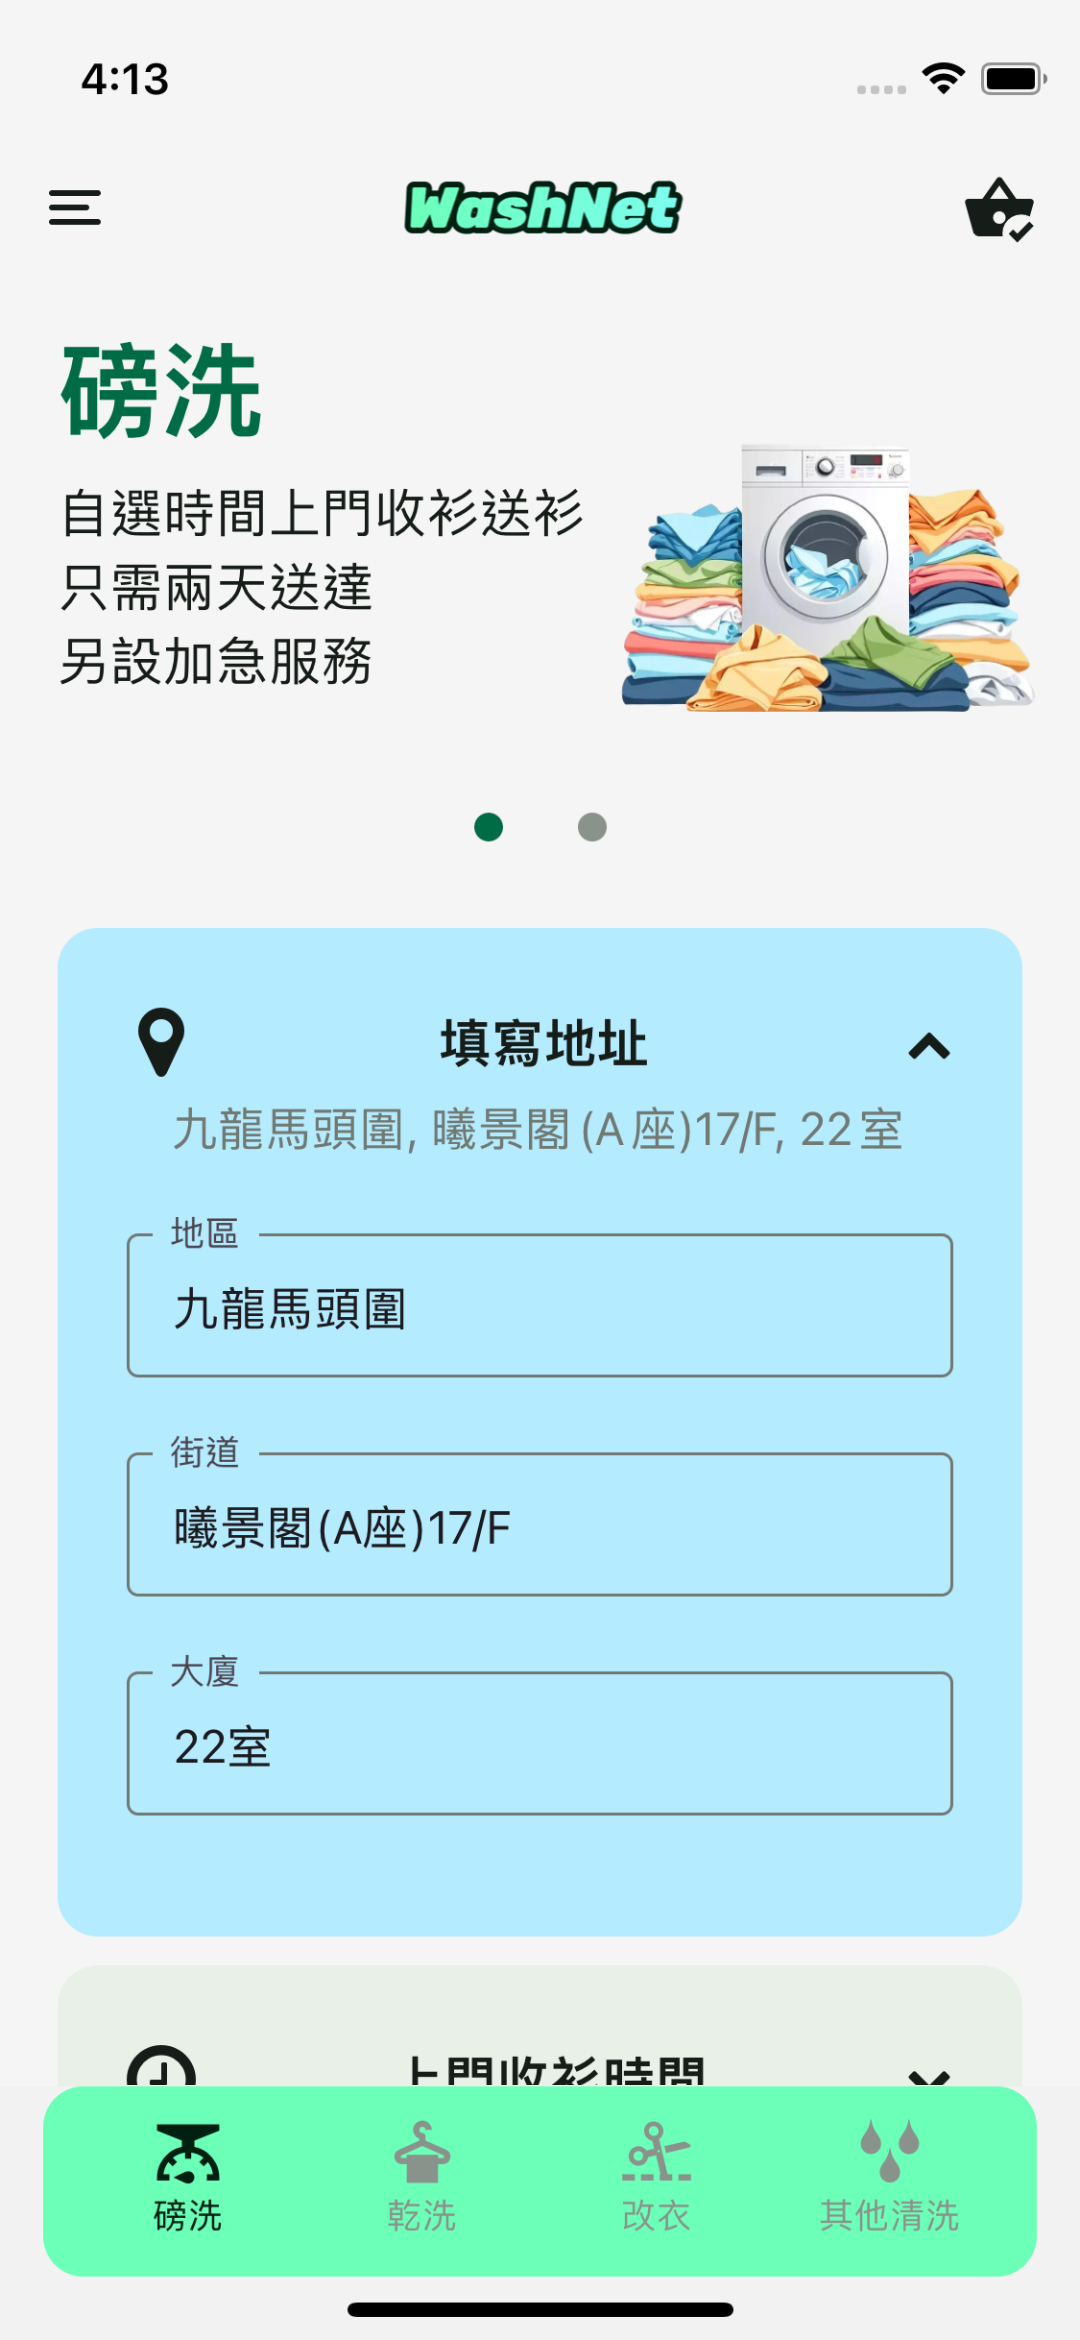 4:13
WashNet
磅洗
自選時間上門收衫送衫
只需兩天送達
另設加急服務
填寫地址
九龍馬頭圍, 曦景閣 (A 座)17/F, 22 室
地區
九龍馬頭圍
街道
曦景閣(A座)17/F
大廈
22室
上門收衫時間
磅洗
乾洗
改衣
其他清洗